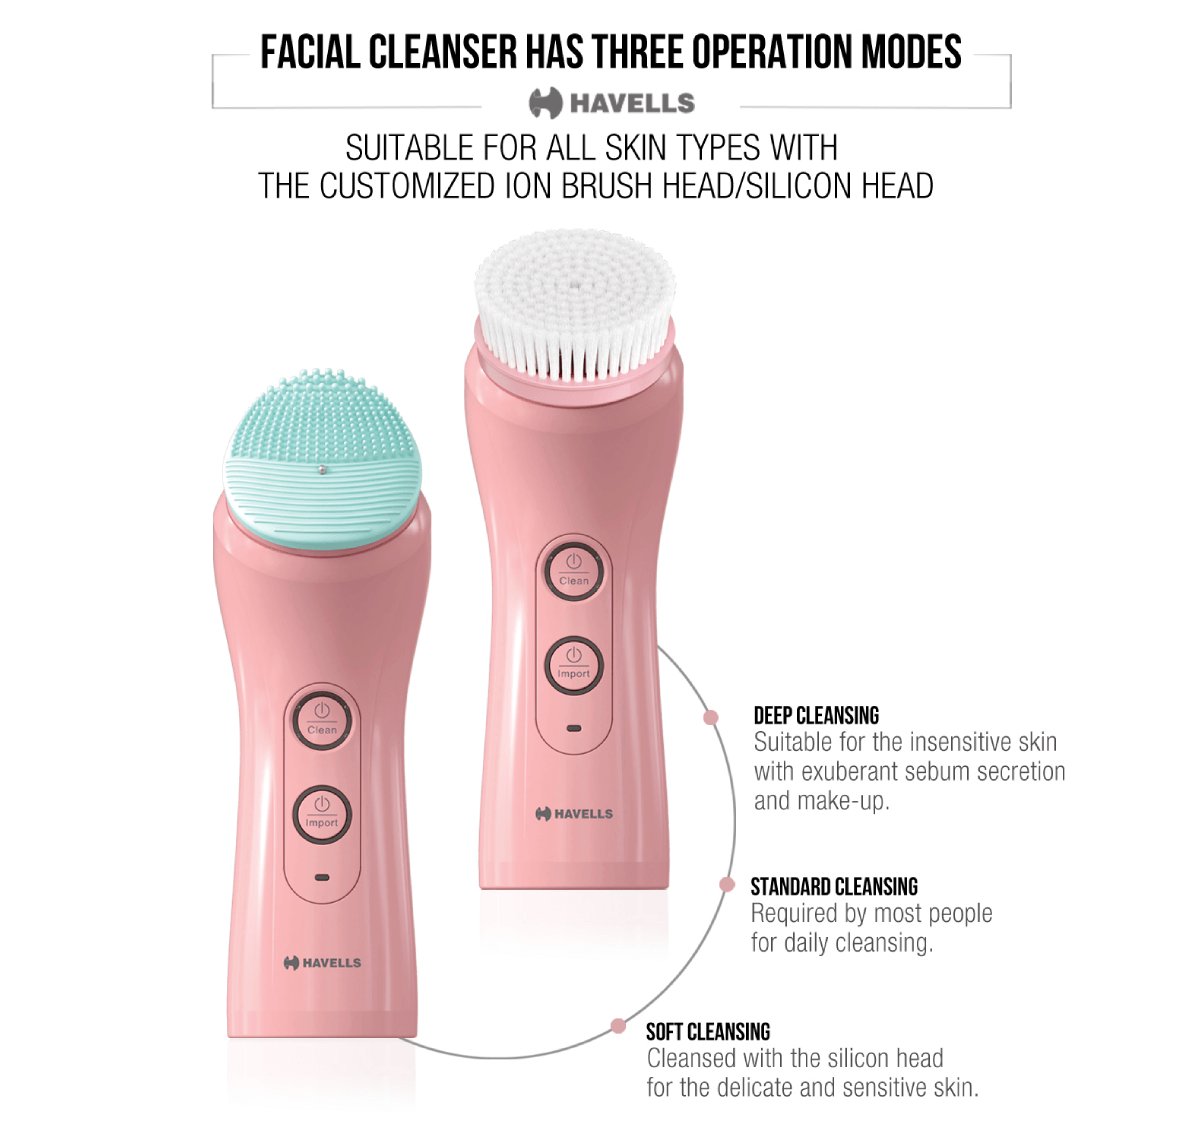 FACIAL CLEANSER HAS THREE OPERATION MODES
HAVELLS
SUITABLE FOR ALL SKIN TYPES WITH
THE CUSTOMIZED ION BRUSH HEAD/SILICON HEAD
Clean
Import
HAVELLS
Clean
Import
HAVELLS
DEEP CLEANSING
Suitable for the insensitive skin
with exuberant sebum secretion
and make-up.
STANDARD CLEANSING
Required by most people
for daily cleansing.
SOFT CLEANSING
Cleansed with the silicon head
for the delicate and sensitive skin.